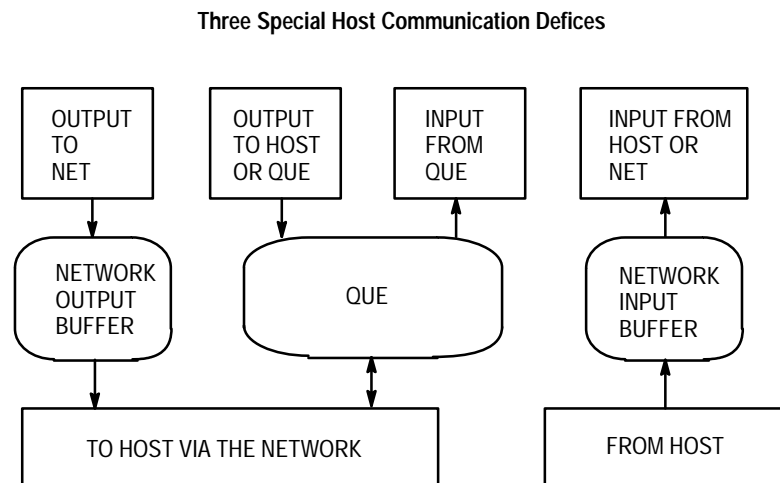 Three Special Host Communication Defices
OUTPUT
TO
NET
OUTPUT
TO HOST
OR QUE
INPUT
FROM
QUE
INPUT FROM
HOST OR
NET
NETWORK
OUTPUT
BUFFER
QUE
NETWORK
INPUT
BUFFER
TO HOST VIA THE NETWORK
FROM HOST